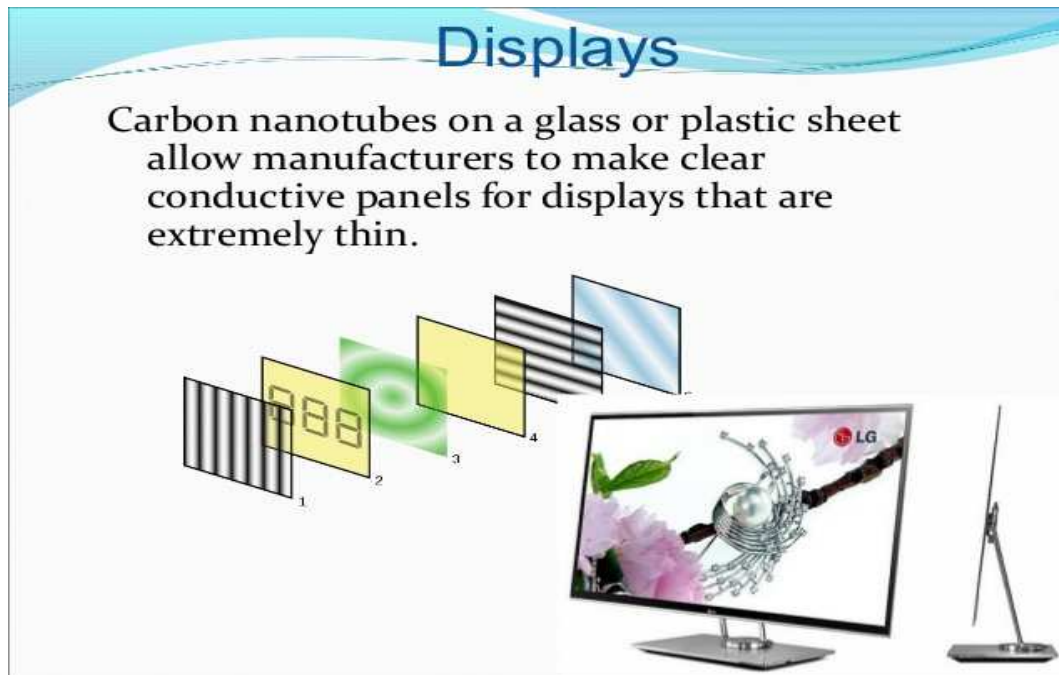 Displays
Carbon nanotubes on a glass or plastic sheet
allow manufacturers to make clear
conductive panels for displays that are
extremely thin.
1
2
3
4
LG